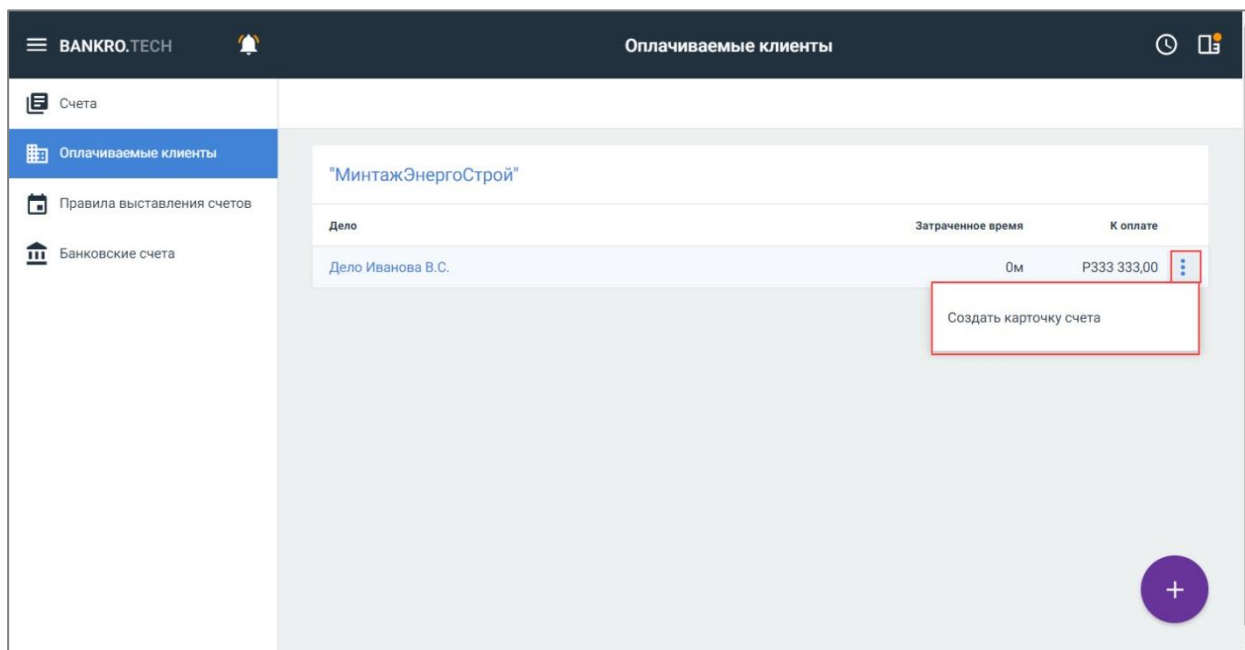 BANKRO.TECH
Оплачиваемые клиенты
Счета
Оплачиваемые клиенты
Правила выставления счетов
Банковские счета
"МинтажЭнергоСтрой"
Дело Затраченное время К оплате
Дело Иванова В.С. 0м Р333 333,00
Создать карточку счета